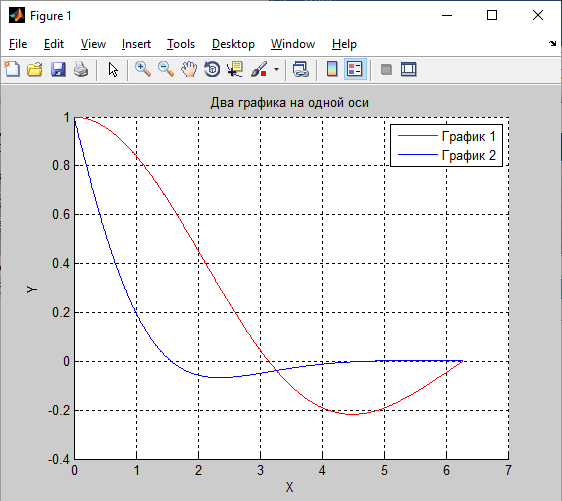 Figure 1
File Edit View Insert Tools Desktop Window Help
Два графика на одной оси
График 1
График 2
1
0.8
0.6
0.4
0.2
0
-0.2
-0.4
Y
0 1 2 3 4 5 6 7
X